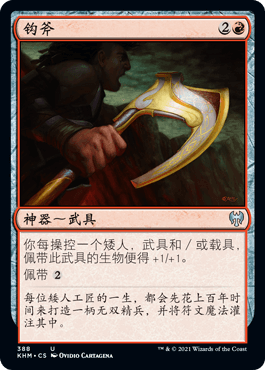 钩斧 2
神器～武具
你每操控一个矮人，武具和／或载具，
佩带此武具的生物便得 +1/+1。
佩带 2
每位矮人工匠的一生，都会先花上百年时
间来打造一柄无双精兵，并将符文魔法灌
注其中。
388 U
KHM • CS OVIDIO CARTAGENA
™ & © 2021 Wizards of the Coast